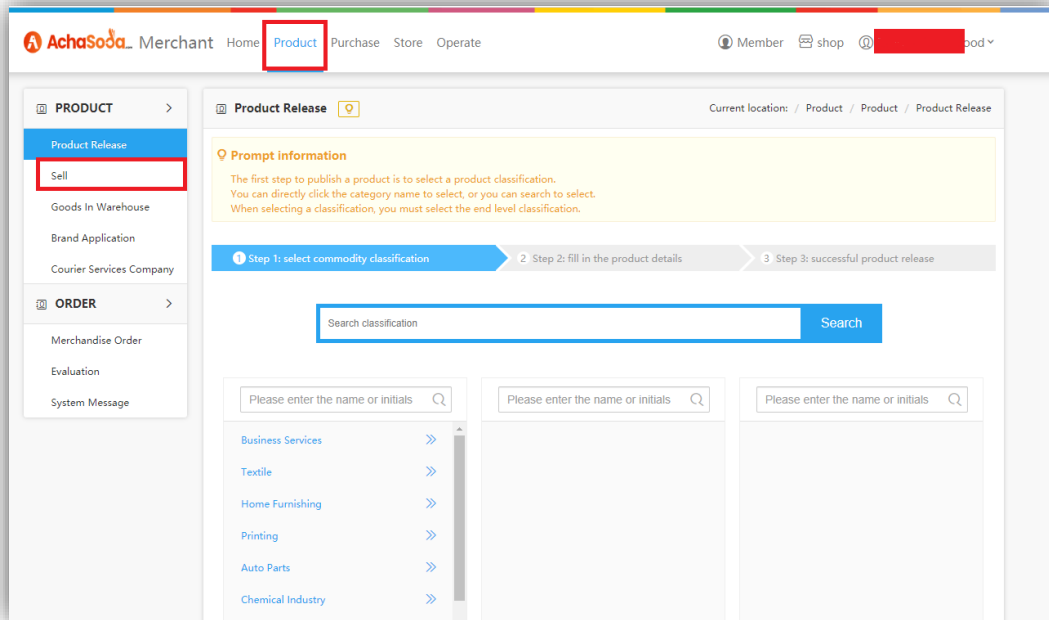 AchaSoda Merchant Home Product Purchase Store Operate Member shop ood
PRODUCT
Product Release
Sell
Goods In Warehouse
Brand Application
Courier Services Company
ORDER
Merchandise Order
Evaluation
System Message
Product Release Current location: / Product / Product / Product Release
Prompt information
The first step to publish a product is to select a product classification.
You can directly click the category name to select, or you can search to select.
When selecting a classification, you must select the end level classification.
1 Step 1: select commodity classification 2 Step 2: fill in the product details 3 Step 3: successful product release
Search classification Search
Please enter the name or initials Please enter the name or initials Please enter the name or initials
Business Services
Textile
Home Furnishing
Printing
Auto Parts
Chemical Industry